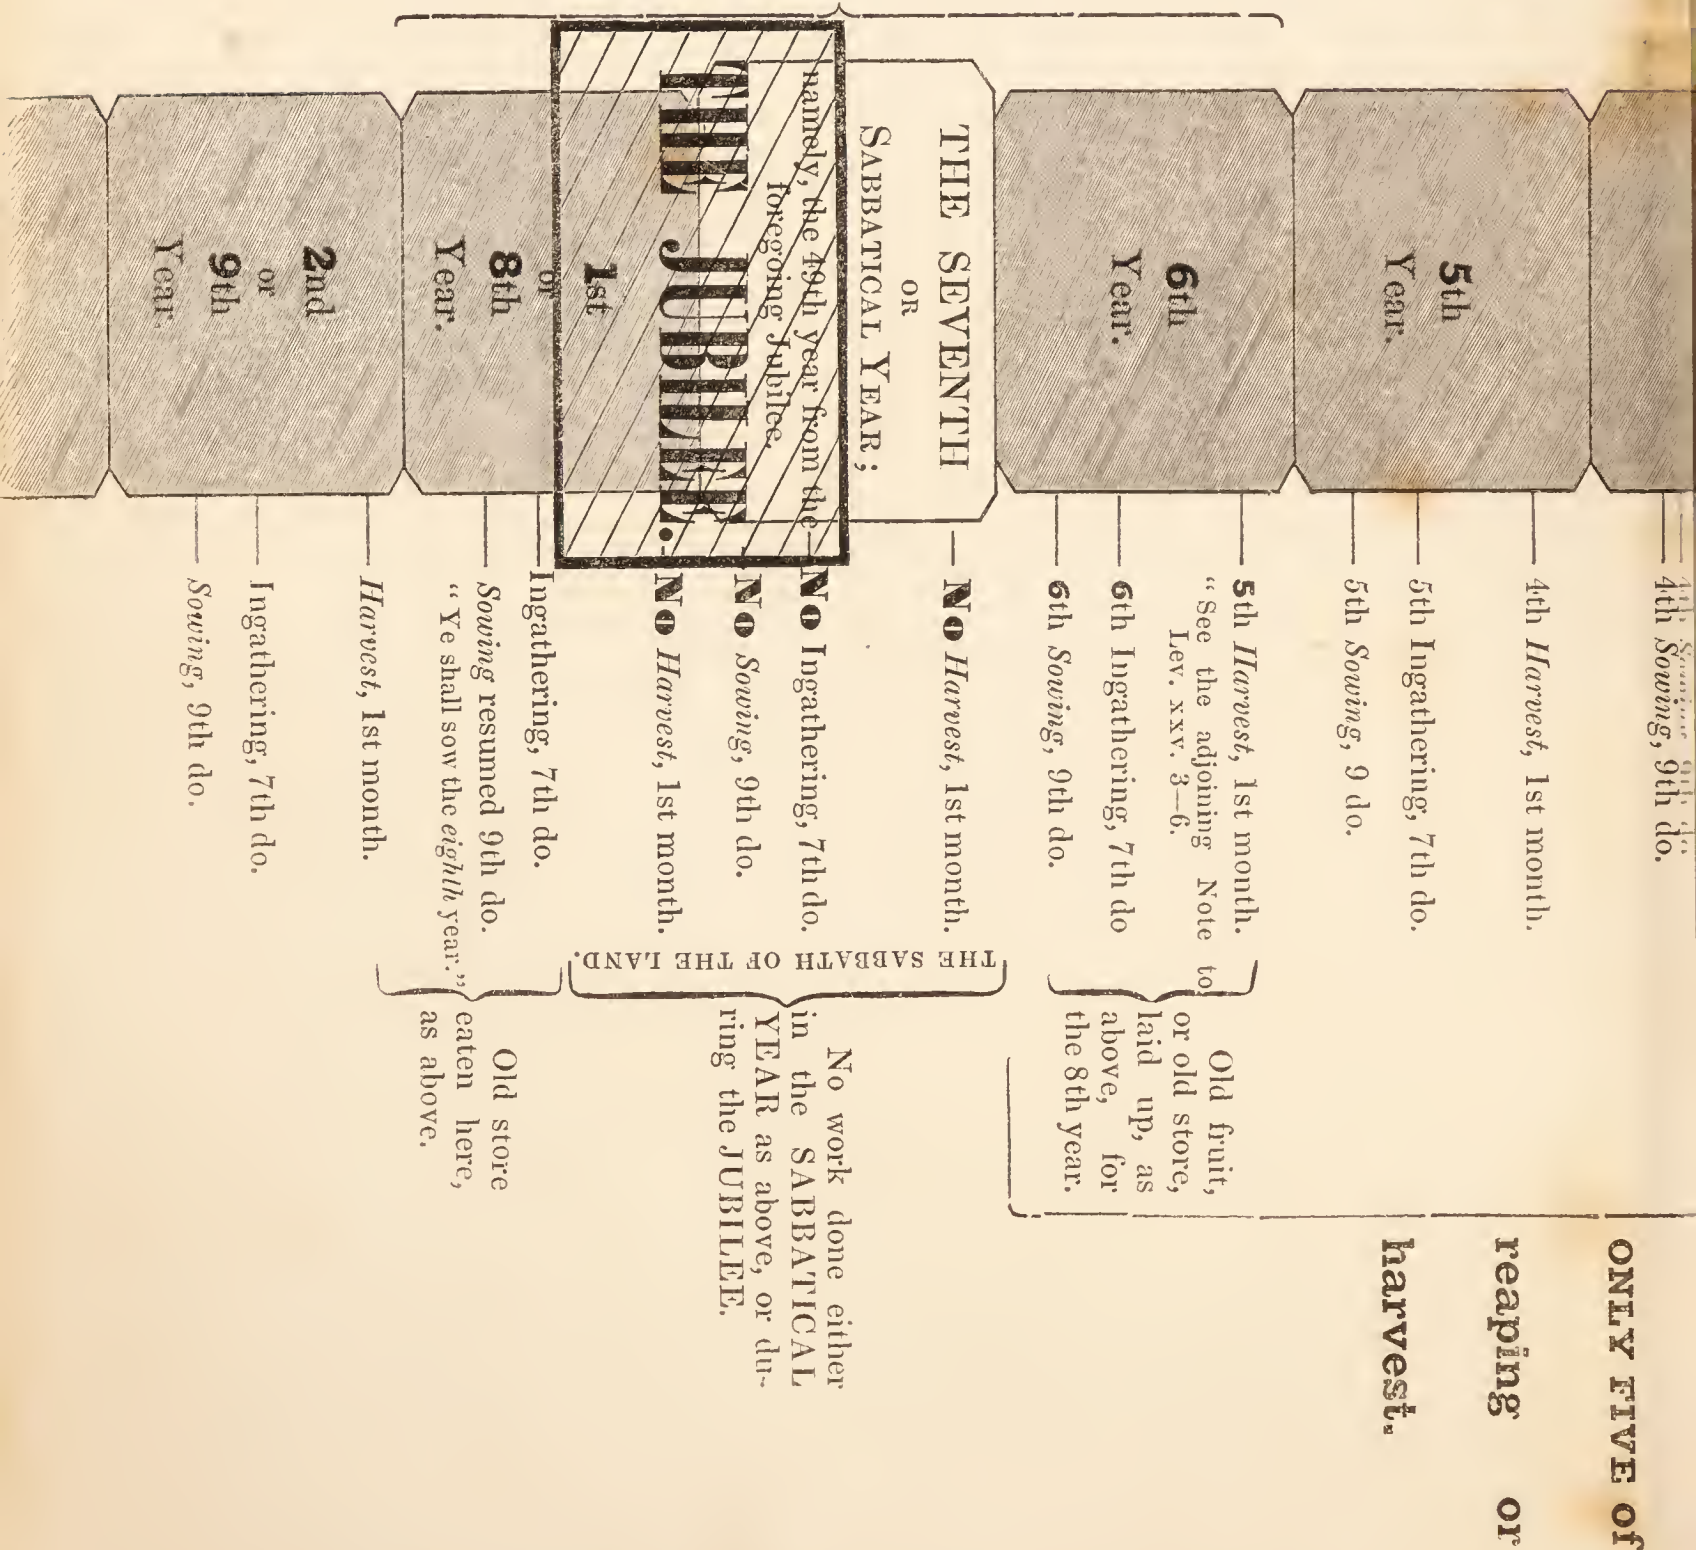 4th Sowing, 9th do.
4th Sowing, 9th do.
5th
Year.
4th Harvest, 1st month.
5th Ingathering, 7th do.
5th Sowing, 9 do.
6th
Year.
5th Harvest, 1st month.
“See the adjoining Note to
Lev. xxv. 3—6.
6th Ingathering, 7th do
6th Sowing, 9th do.
Old fruit,
or old store,
laid up, as
above, for
the 8th year.
ONLY FIVE of
reaping or
harvest.
THE SEVENTH
OR
SABBATICAL YEAR;
namely, the 49th year from the
foregoing Jubilee.
THE JUBILEE.
No Harvest, 1st month.
No Ingathering, 7th do.
No Sowing, 9th do.
No Harvest, 1st month.
THE SABBATH OF THE LAND.
No work done either
in the SABBATICAL
YEAR as above, or du-
ring the JUBILEE.
1st
or
8th
Year.
Ingathering, 7th do.
Sowing resumed 9th do.
“Ye shall sow the eighth year.”
Old store
eaten here,
as above.
2nd
or
9th
Year.
Harvest, 1st month.
Ingathering, 7th do.
Sowing, 9th do.